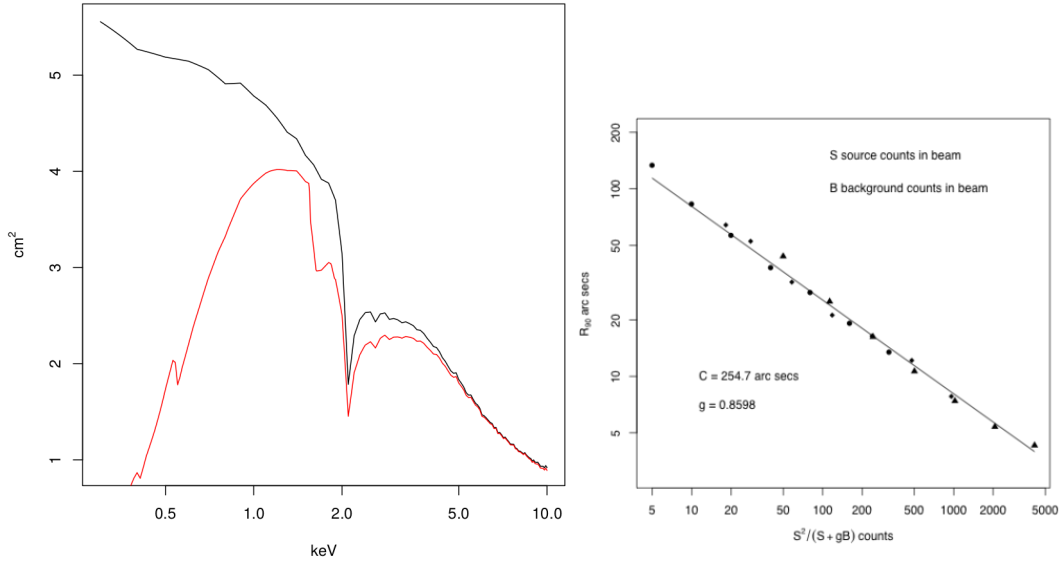 5
4
3
2
1
cm²
0.5 1.0 2.0 5.0 10.0
keV
200
100
50
20
10
5
R₉₀ arc secs
S source counts in beam
B background counts in beam
C = 254.7 arc secs
g = 0.8598
5 10 20 50 100 200 500 1000 2000 5000
S²/(S + gB) counts